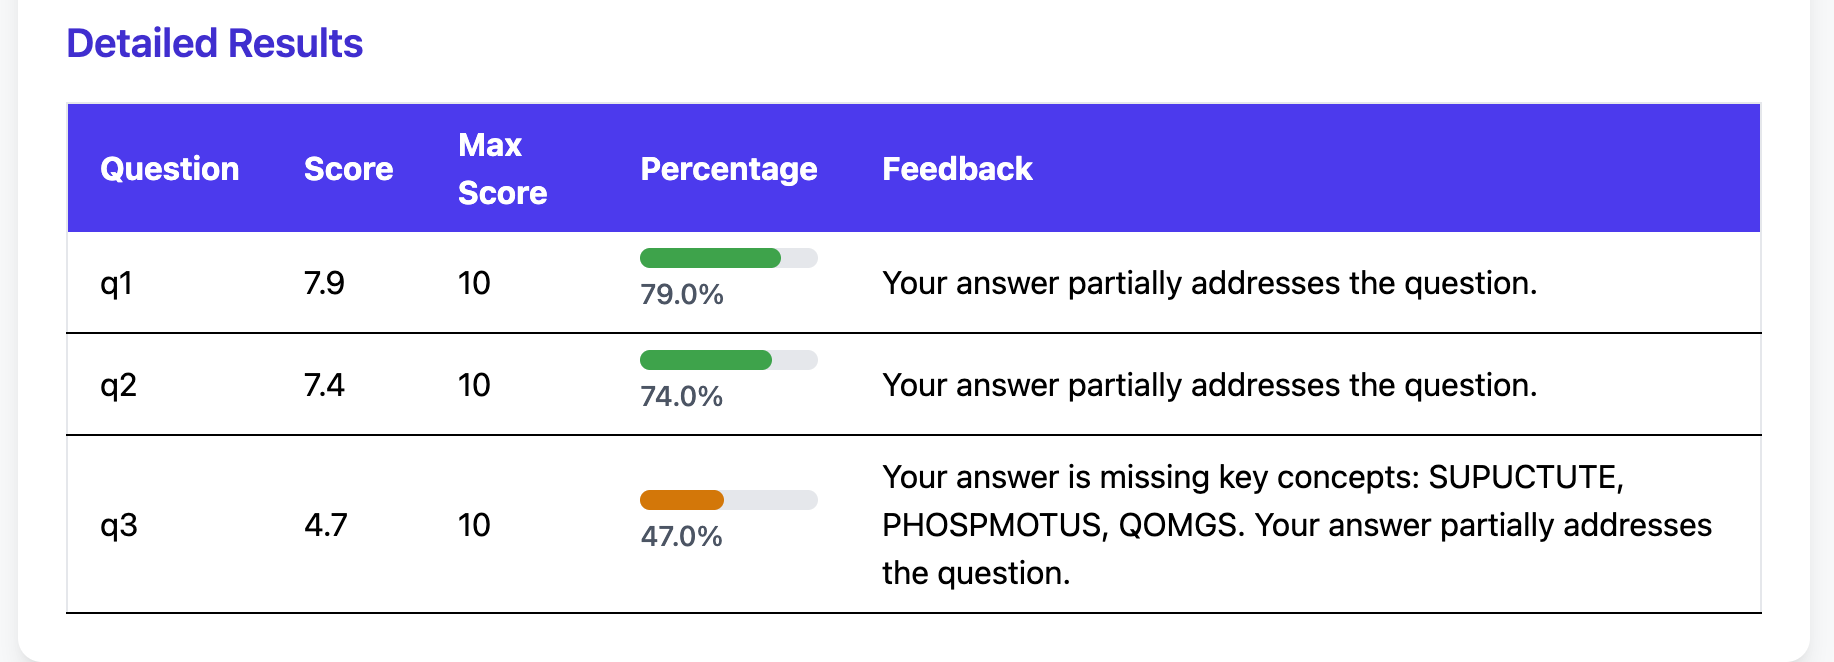 Detailed Results
Question Score Max Score Percentage Feedback
q1 7.9 10 79.0% Your answer partially addresses the question.
q2 7.4 10 74.0% Your answer partially addresses the question.
q3 4.7 10 47.0% Your answer is missing key concepts: SUPUCTUTE,
PHOSPMOTUS, QOMGS. Your answer partially addresses
the question.